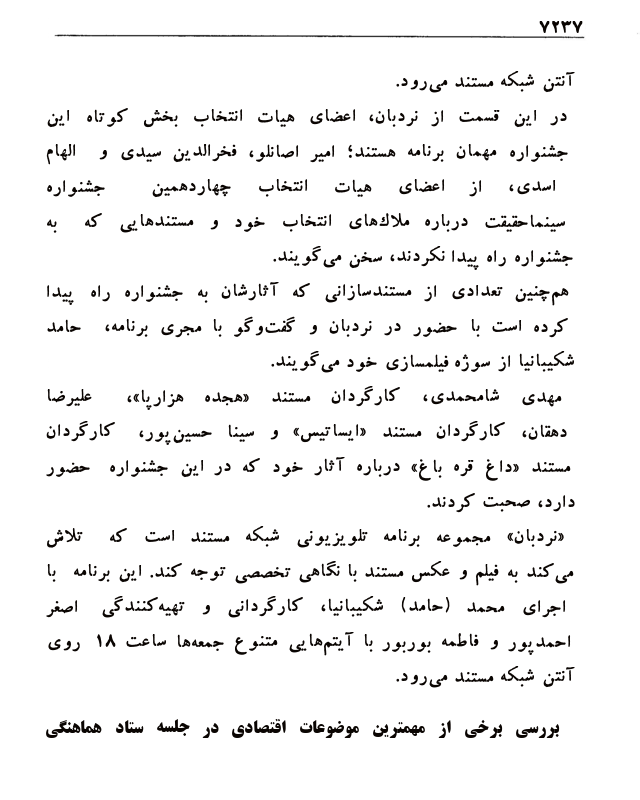 ۷۲۳۷
آنتن شبکه مستند می‌رود.
در این قسمت از نردبان، اعضای هیات انتخاب بخش کوتاه این
جشنواره مهمان برنامه هستند؛ امیر اصانلو، فخرالدین سیدی و الهام
اسدی، از اعضای هیات انتخاب چهاردهمین جشنواره
سینماحقیقت درباره ملاك‌های انتخاب خود و مستندهایی که به
جشنواره راه پیدا نکردند، سخن می‌گویند.
هم‌چنین تعدادی از مستندسازانی که آثارشان به جشنواره راه پیدا
کرده است با حضور در نردبان و گفت‌وگو با مجری برنامه، حامد
شکیبانیا از سوژه فیلمسازی خود می‌گویند.
مهدی شامحمدی، کارگردان مستند «هجده هزارپا»، علیرضا
دهقان، کارگردان مستند «ایساتیس» و سینا حسین‌پور، کارگردان
مستند «داغ قره باغ» درباره آثار خود که در این جشنواره حضور
دارد، صحبت کردند.
«نردبان» مجموعه برنامه تلویزیونی شبکه مستند است که تلاش
می‌کند به فیلم و عکس مستند با نگاهی تخصصی توجه کند. این برنامه با
اجرای محمد (حامد) شکیبانیا، کارگردانی و تهیه‌کنندگی اصغر
احمدپور و فاطمه بوربور با آیتم‌هایی متنوع جمعه‌ها ساعت ۱۸ روی
آنتن شبکه مستند می‌رود.
بررسی برخی از مهمترین موضوعات اقتصادی در جلسه ستاد هماهنگی